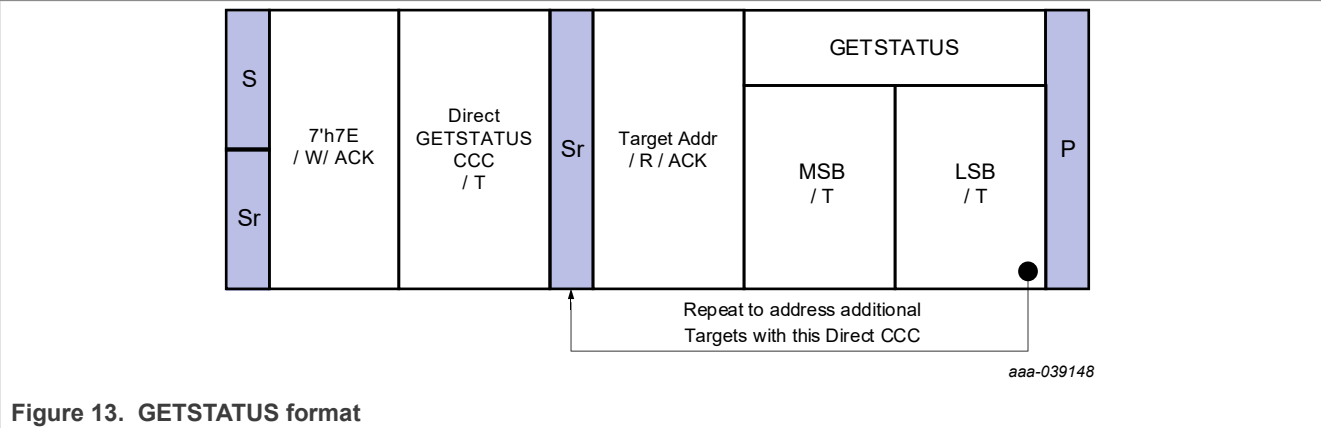 S
Sr
7'h7E
/ W/ ACK
Direct
GETSTATUS
CCC
/ T
Sr
Target Addr
/ R / ACK
GETSTATUS
MSB
/ T
LSB
/ T
P
Repeat to address additional
Targets with this Direct CCC
aaa-039148
Figure 13. GETSTATUS format